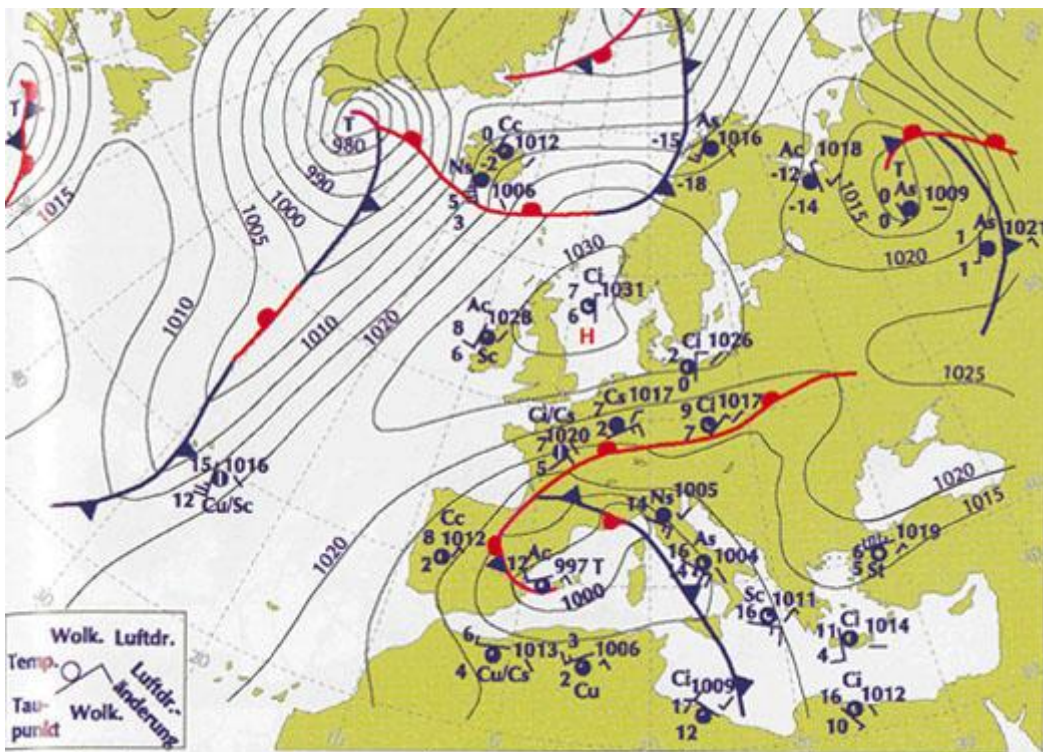 T
1015
T
980
990
1000
1005
1010
1010
1020
0 Cc
1012
-2
Ns
1006
5
3
-15
As
1016
-18
Ac 1018
-12
-14
T
0
As 1009
0
1015
1020
As 1021
1
1
1025
1030
Ci
7 1031
6
H
Ac 1028
8
6 Sc
Ci
2 1026
0
Cs
7 1017
2
9 Ci 1017
7
Ci/Cs
7 1020
5
15 1016
12
Cu/Sc
1020
Cc
8 1012
2
12 Ac
997 T
1000
14 Ns 1005
As
16 1004
Sc
16 1011
1020
1015
1019
St
Ci
11 1014
4
Ci
16 1012
10
6 1013
4
Cu/Cs
3
1006
2
Cu
Ci 1009
17
12
30
20
Wolk. Luftdr.
Temp.
Luftdr.-
änderung
Tau-
punkt
Wolk.